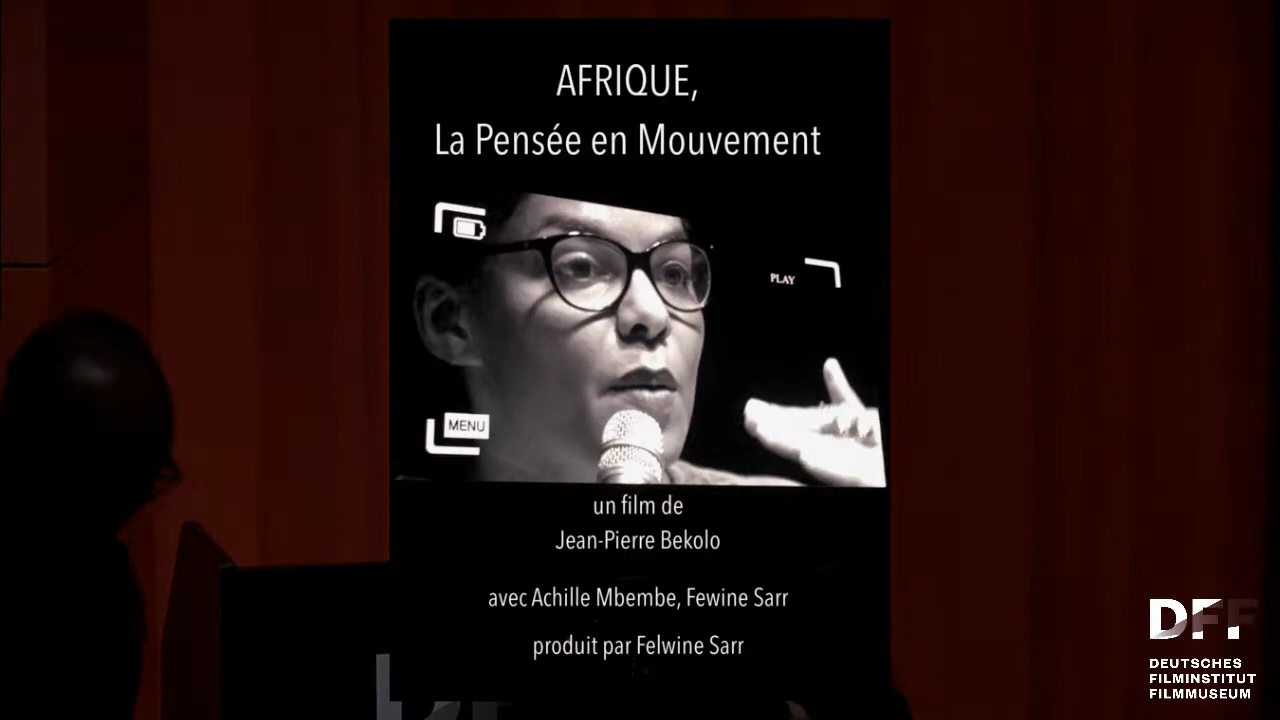 AFRIQUE,
La Pensée en Mouvement
PLAY
MENU
un film de
Jean-Pierre Bekolo
avec Achille Mbembe, Fewine Sarr
produit par Felwine Sarr
DFF
DEUTSCHES
FILMINSTITUT
FILMMUSEUM